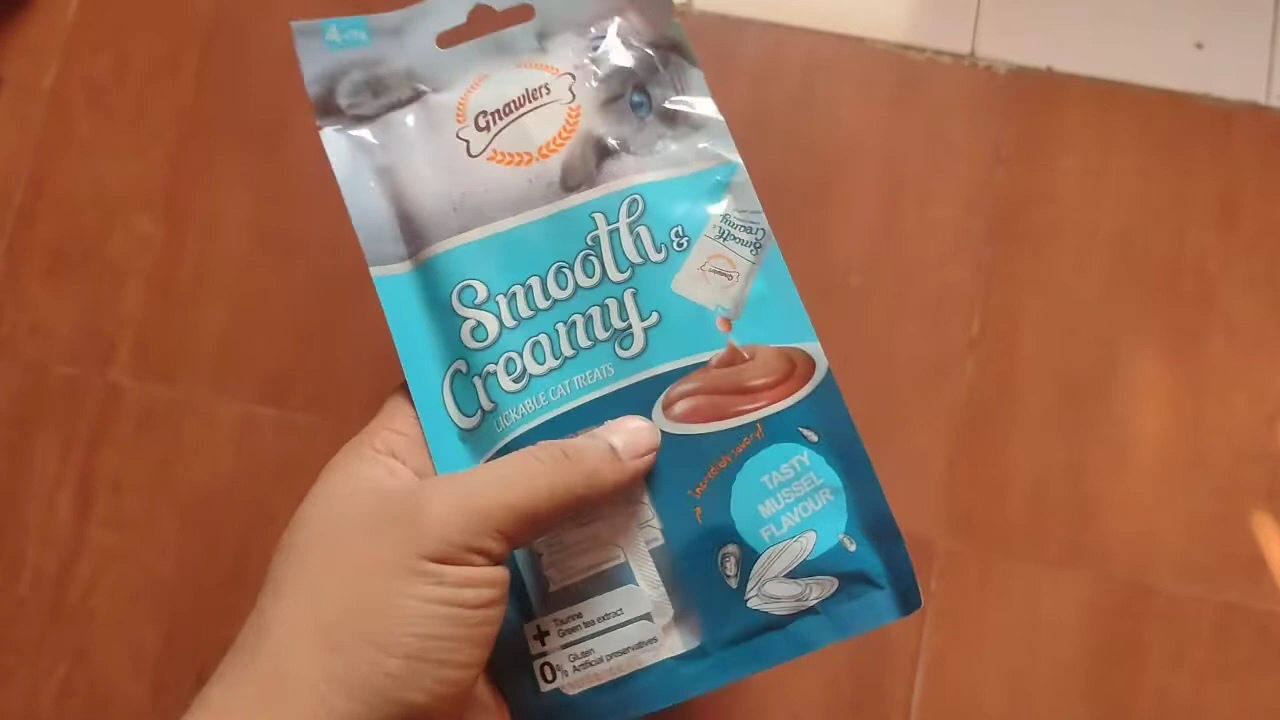 Gnawlers
Smooth &
Creamy
LICKABLE CAT TREATS
Smooth &
Creamy
Gnawlers
Incredibly savory!
TASTY
MUSSEL
FLAVOUR
+ Taurine
Green tea extract
0% Gluten
Artificial preservatives